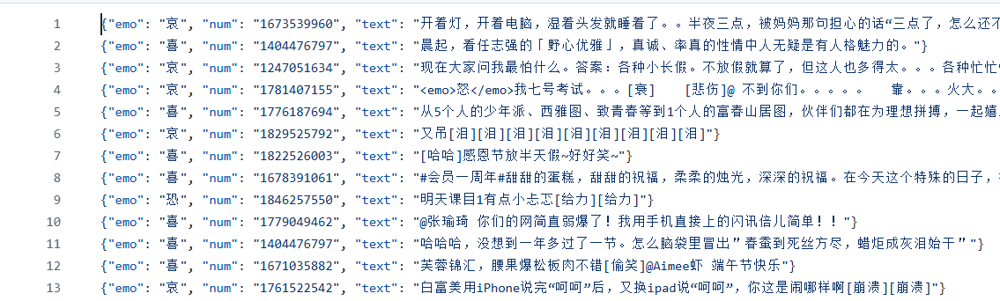 1 {"emo": "哀", "num": "1673539960", "text": "开着灯，开着电脑，湿着头发就睡着了。。半夜三点，被妈妈那句担心的话“三点了，怎么还不
2 {"emo": "喜", "num": "1404476797", "text": "晨起，看任志强的「野心优雅」，真诚、率真的性情中人无疑是有人格魅力的。"}
3 {"emo": "哀", "num": "1247051634", "text": "现在大家问我最怕什么。答案：各种小长假。不放假就算了，但这人也多得太。。。各种忙忙
4 {"emo": "哀", "num": "1781407155", "text": "<emo>怒</emo>我七号考试。。。[衰] [悲伤]@ 不到你们。。。。。 靠。。。火大。。
5 {"emo": "喜", "num": "1776187694", "text": "从5个人的少年派、西雅图、致青春等到1个人的富春山居图，伙伴们都在为理想拼搏，一起嬉
6 {"emo": "哀", "num": "1829525792", "text": "又吊[泪][泪][泪][泪][泪][泪][泪][泪][泪]"}
7 {"emo": "喜", "num": "1822526003", "text": "[哈哈]感恩节放半天假~好好笑~"}
8 {"emo": "喜", "num": "1678391061", "text": "#会员一周年#甜甜的蛋糕，甜甜的祝福，柔柔的烛光，深深的祝福。在今天这个特殊的日子，
9 {"emo": "恐", "num": "1846257550", "text": "明天课目1有点小忐忑[给力][给力]"}
10 {"emo": "喜", "num": "1779049462", "text": "@张瑜琦 你们的网简直弱爆了！我用手机直接上的闪讯倍儿简单！！"}
11 {"emo": "喜", "num": "1404476797", "text": "哈哈哈，没想到一年多过了一节。怎么脑袋里冒出＂春蚕到死丝方尽，蜡炬成灰泪始干＂"}
12 {"emo": "喜", "num": "1671035882", "text": "芙蓉锦汇，腰果爆松板肉不错[偷笑]@Aimee虾 端午节快乐"}
13 {"emo": "哀", "num": "1761522542", "text": "白富美用iPhone说完“呵呵”后，又换ipad说“呵呵”，你这是闹哪样啊[崩溃][崩溃]"}